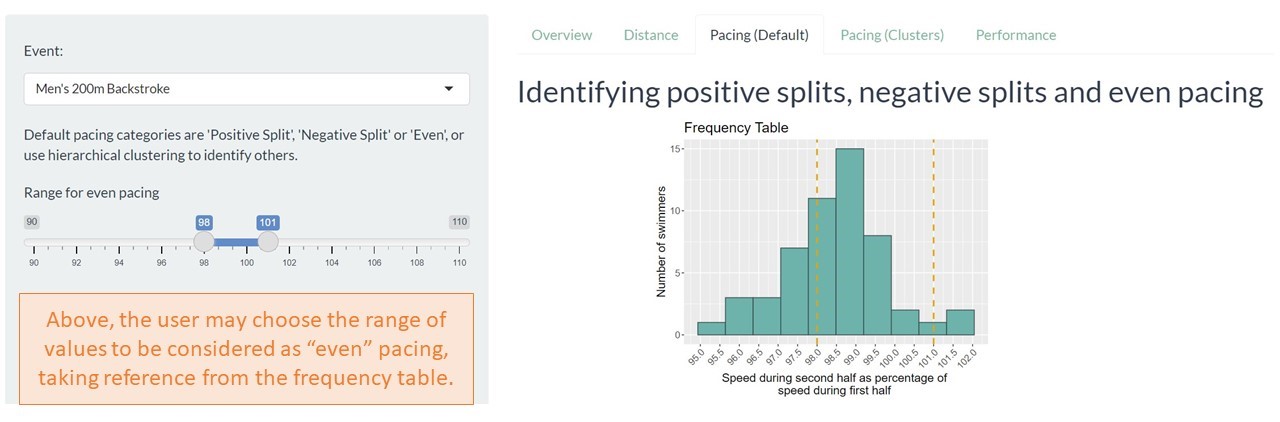 Event:
Men's 200m Backstroke
Default pacing categories are 'Positive Split', 'Negative Split' or 'Even', or
use hierarchical clustering to identify others.
Range for even pacing
90 98 101 110
90 92 94 96 98 100 102 104 106 108 110
Above, the user may choose the range of
values to be considered as “even” pacing,
taking reference from the frequency table.
Overview Distance Pacing (Default) Pacing (Clusters) Performance
Identifying positive splits, negative splits and even pacing
Frequency Table
Number of swimmers
15
10
5
0
95.0 95.5 96.0 96.5 97.0 97.5 98.0 98.5 99.0 99.5 100.0 100.5 101.0 101.5 102.0
Speed during second half as percentage of
speed during first half